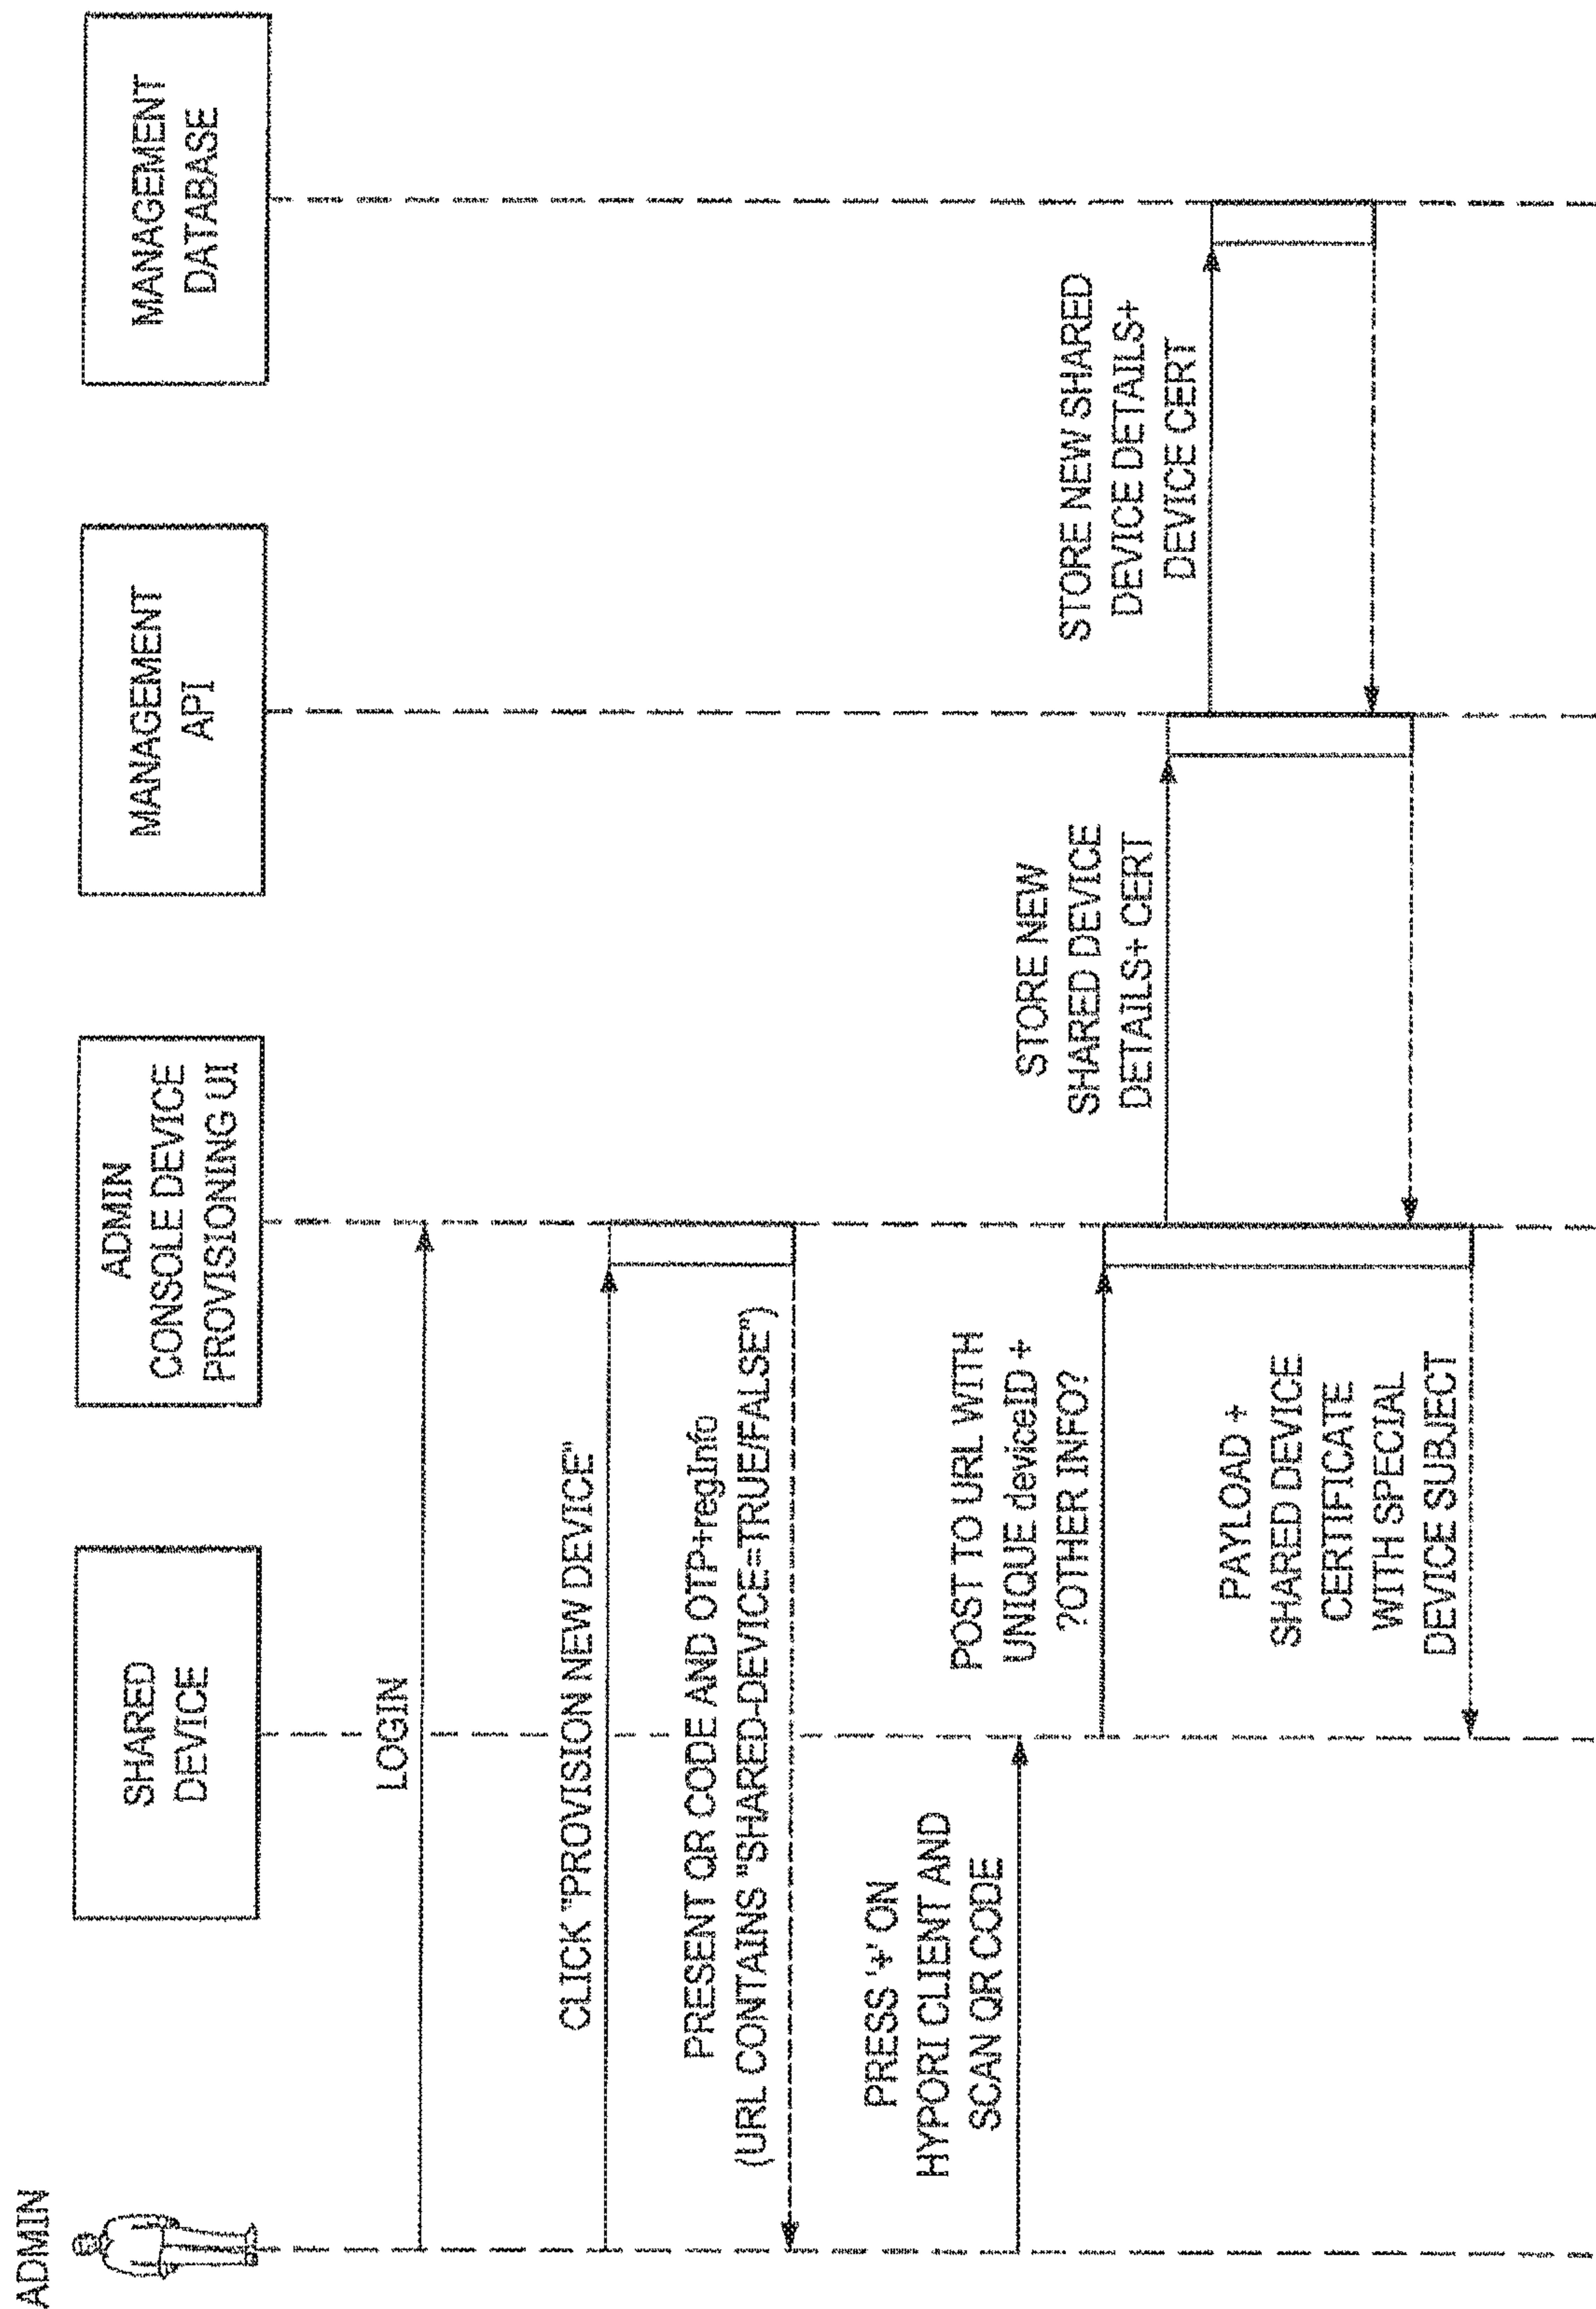 ADMIN
SHARED
DEVICE
ADMIN
CONSOLE DEVICE
PROVISIONING UI
MANAGEMENT
API
MANAGEMENT
DATABASE
LOGIN
CLICK "PROVISION NEW DEVICE"
PRESENT QR CODE AND OTP+regInfo
(URL CONTAINS "SHARED-DEVICE=TRUE/FALSE")
PRESS '+' ON
HYPORI CLIENT AND
SCAN QR CODE
POST TO URL WITH
UNIQUE deviceID +
?OTHER INFO?
STORE NEW
SHARED DEVICE
DETAILS+ CERT
STORE NEW SHARED
DEVICE DETAILS+
DEVICE CERT
PAYLOAD +
SHARED DEVICE
CERTIFICATE
WITH SPECIAL
DEVICE SUBJECT